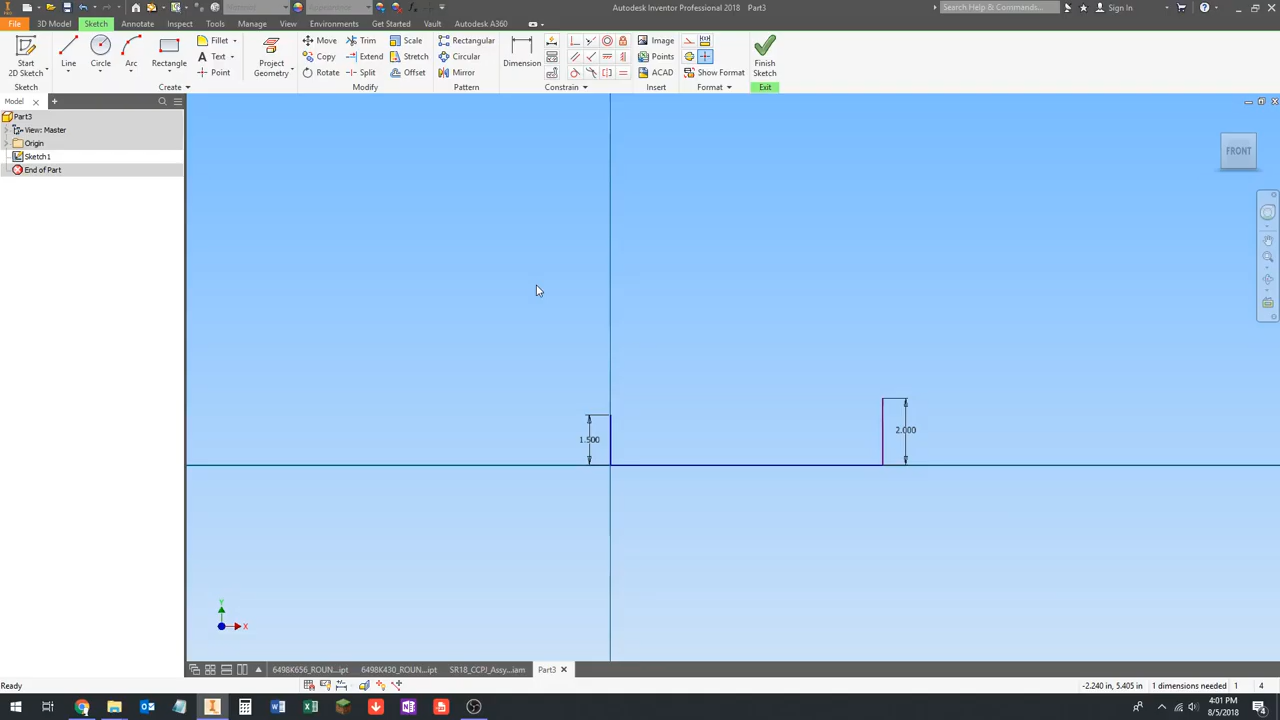 Autodesk Inventor Professional 2018 Part3
Search Help & Commands...
Sign In
File
3D Model
Sketch
Annotate
Inspect
Tools
Manage
View
Environments
Get Started
Vault
Autodesk A360
Start
2D Sketch
Line
Circle
Arc
Rectangle
Fillet
Text
Point
Project
Geometry
Move
Copy
Rotate
Trim
Extend
Split
Scale
Stretch
Offset
Rectangular
Circular
Mirror
Dimension
Image
Points
ACAD
Show Format
Finish
Sketch
Sketch
Create
Modify
Pattern
Constrain
Insert
Format
Exit
Model
Part3
View: Master
Origin
Sketch1
End of Part
FRONT
1.500
2.000
Y
X
6498K656_ROUN...ipt
6498K430_ROUN...ipt
SR18_CCPJ_Assy...iam
Part3
Ready
-2.240 in, 5.405 in
1 dimensions needed
1
4
4:01 PM
8/5/2018